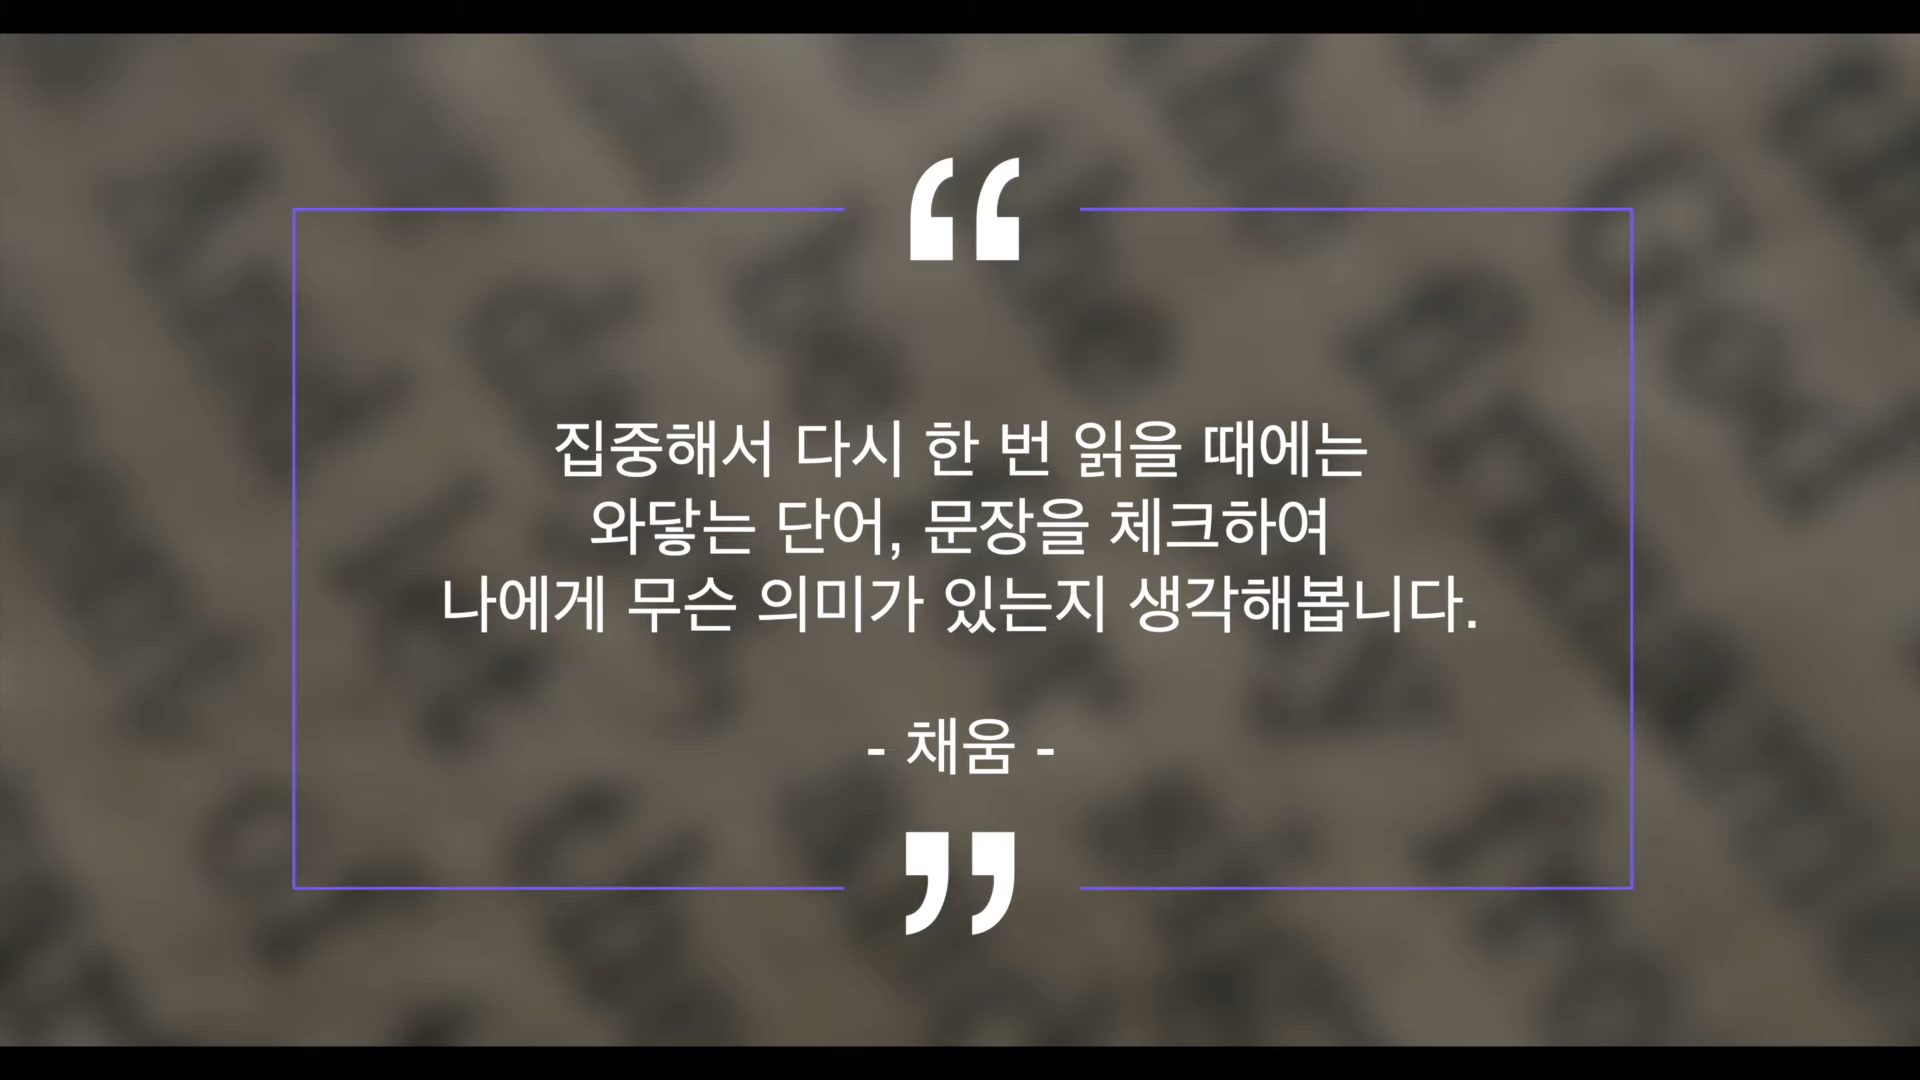 “
집중해서 다시 한 번 읽을 때에는
와닿는 단어, 문장을 체크하여
나에게 무슨 의미가 있는지 생각해봅니다.
- 채움 -
”